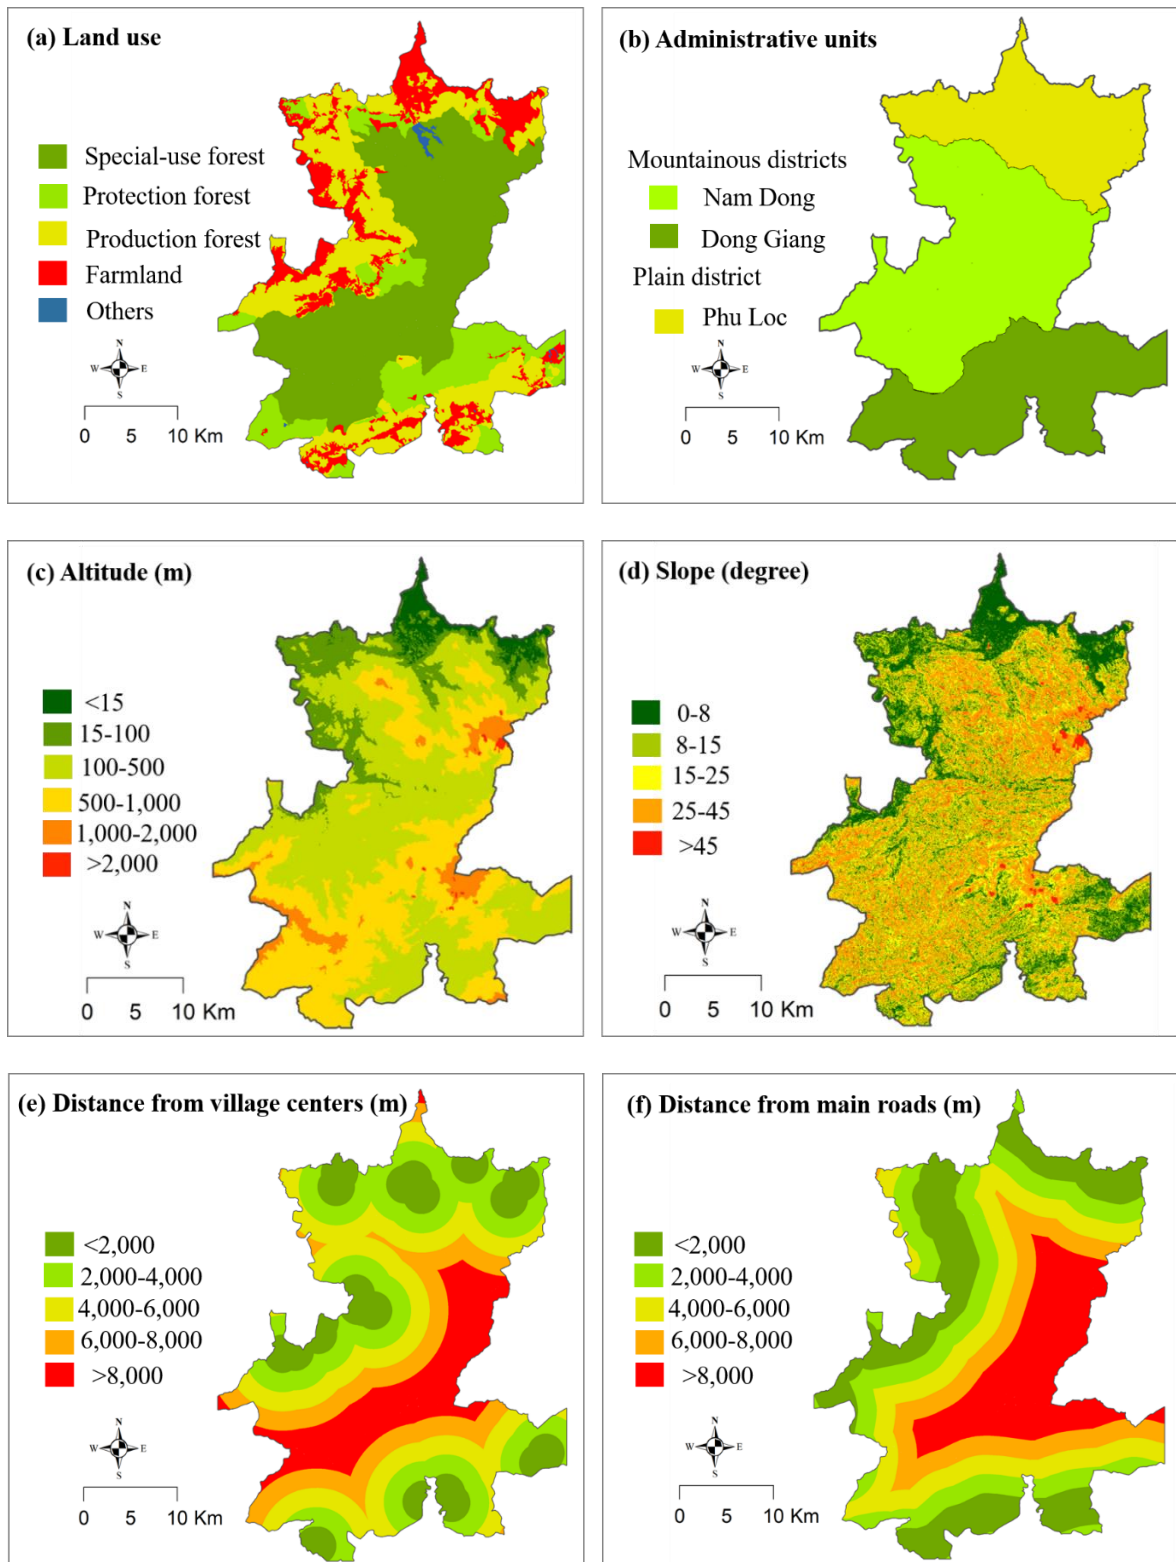 (a) Land use
Special-use forest
Protection forest
Production forest
Farmland
Others
N
W E
S
0 5 10 Km
(b) Administrative units
Mountainous districts
Nam Dong
Dong Giang
Plain district
Phu Loc
N
W E
S
0 5 10 Km
(c) Altitude (m)
<15
15-100
100-500
500-1,000
1,000-2,000
>2,000
N
W E
S
0 5 10 Km
(d) Slope (degree)
0-8
8-15
15-25
25-45
>45
N
W E
S
0 5 10 Km
(e) Distance from village centers (m)
<2,000
2,000-4,000
4,000-6,000
6,000-8,000
>8,000
N
W E
S
0 5 10 Km
(f) Distance from main roads (m)
<2,000
2,000-4,000
4,000-6,000
6,000-8,000
>8,000
N
W E
S
0 5 10 Km